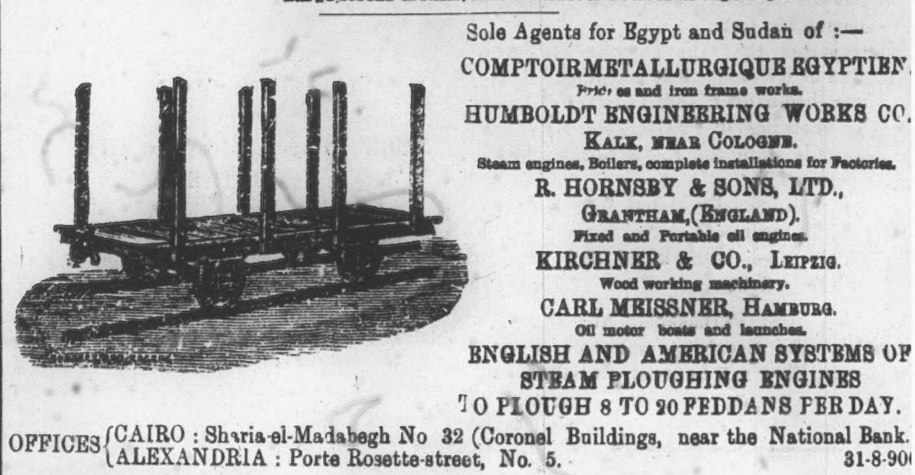 Sole Agents for Egypt and Sudan of :—
COMPTOIR METALLURGIQUE EGYPTIEN
es and iron frame works.
HUMBOLDT ENGINEERING WORKS CO.
KALK, NEAR COLOGNE.
Steam engines, Boilers, complete installations for Factories.
R. HORNSBY & SONS, LTD.,
GRANTHAM, (ENGLAND).
Fixed and Portable oil engines.
KIRCHNER & CO., LEIPZIG.
Wood working machinery.
CARL MEISSNER, HAMBURG.
Oil motor boats and launches.
ENGLISH AND AMERICAN SYSTEMS OF
STEAM PLOUGHING ENGINES
TO PLOUGH 8 TO 20 FEDDANS PER DAY.
OFFICES { CAIRO : Sharia-el-Madabegh No 32 (Coronel Buildings, near the National Bank.
ALEXANDRIA : Porte Rosette-street, No. 5. 31-8-90